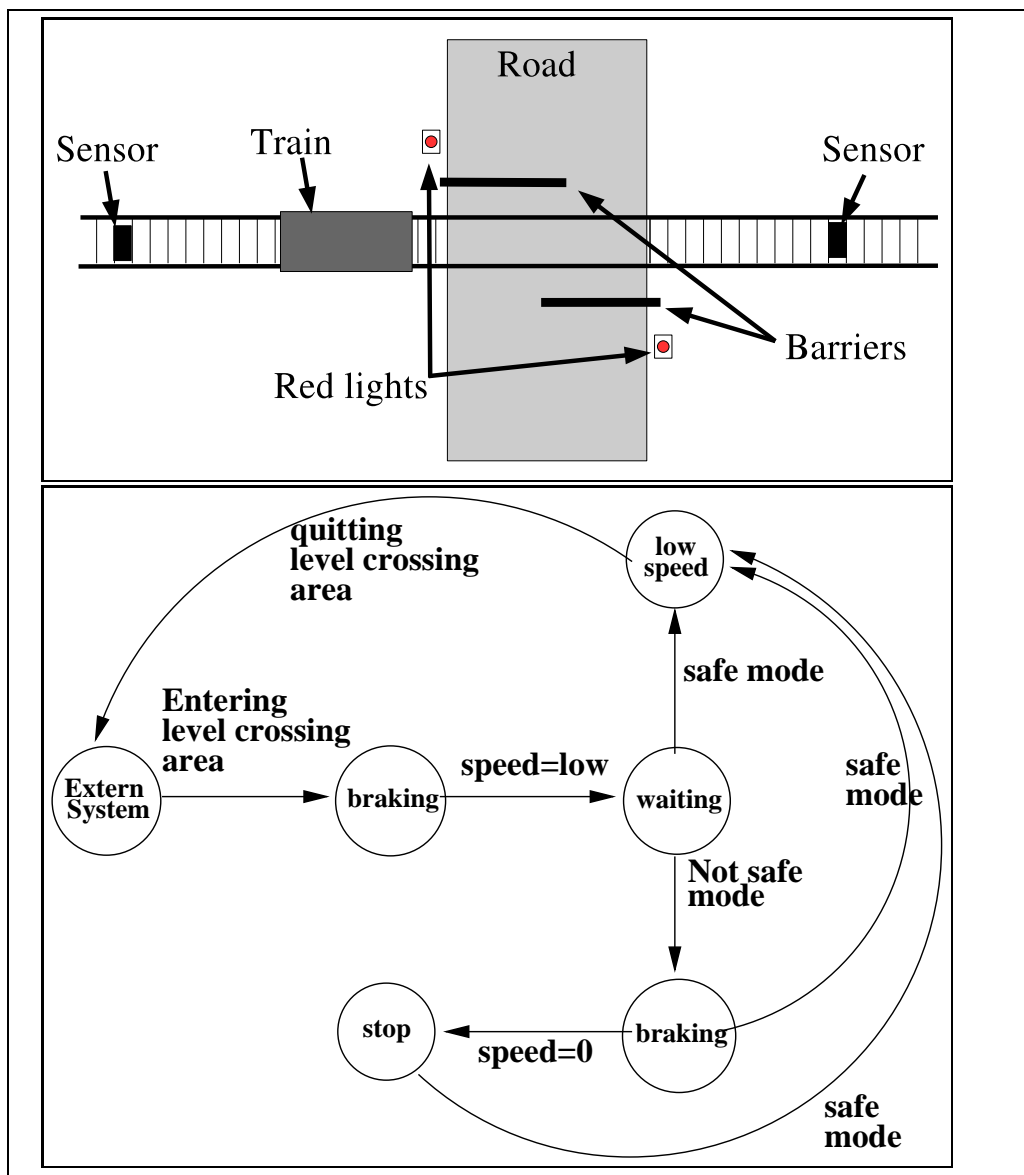 Road
Sensor
Train
Sensor
Barriers
Red lights
quitting
level crossing
area
low
speed
safe mode
Entering
level crossing
area
speed=low
safe
mode
Extern
System
braking
waiting
Not safe
mode
stop
speed=0
braking
safe
mode